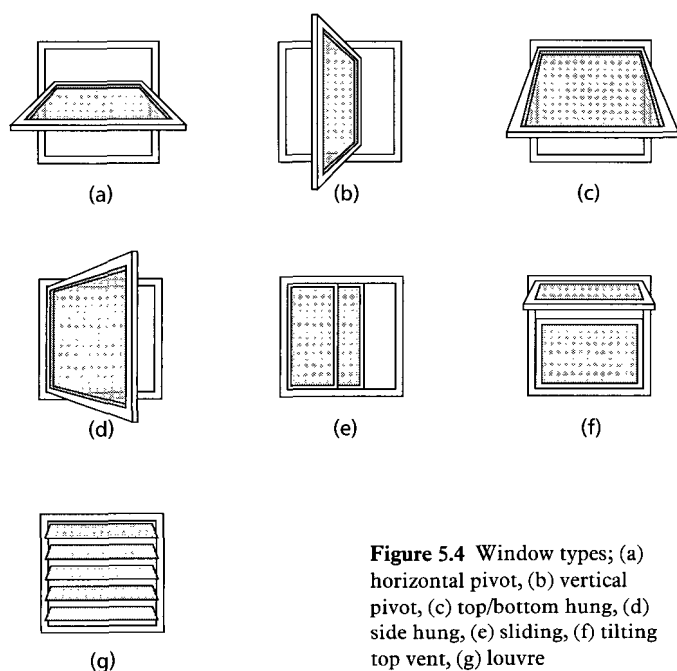 (a)
(b)
(c)
(d)
(e)
(f)
(g)
Figure 5.4 Window types; (a)
horizontal pivot, (b) vertical
pivot, (c) top/bottom hung, (d)
side hung, (e) sliding, (f) tilting
top vent, (g) louvre